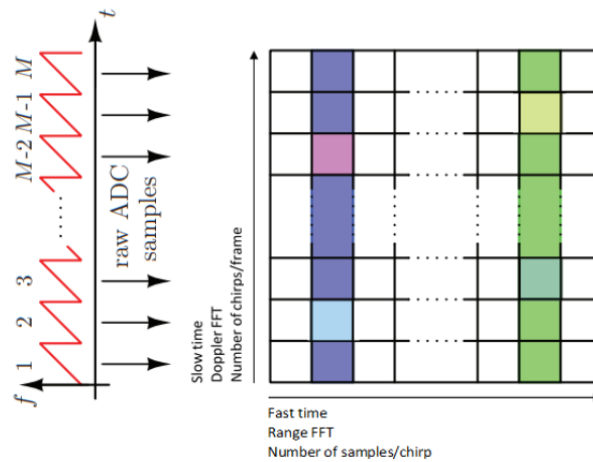 t
M
M-1
M-2
......
3
2
1
f
raw ADC
samples
Slow time
Doppler FFT
Number of chirps/frame
Fast time
Range FFT
Number of samples/chirp